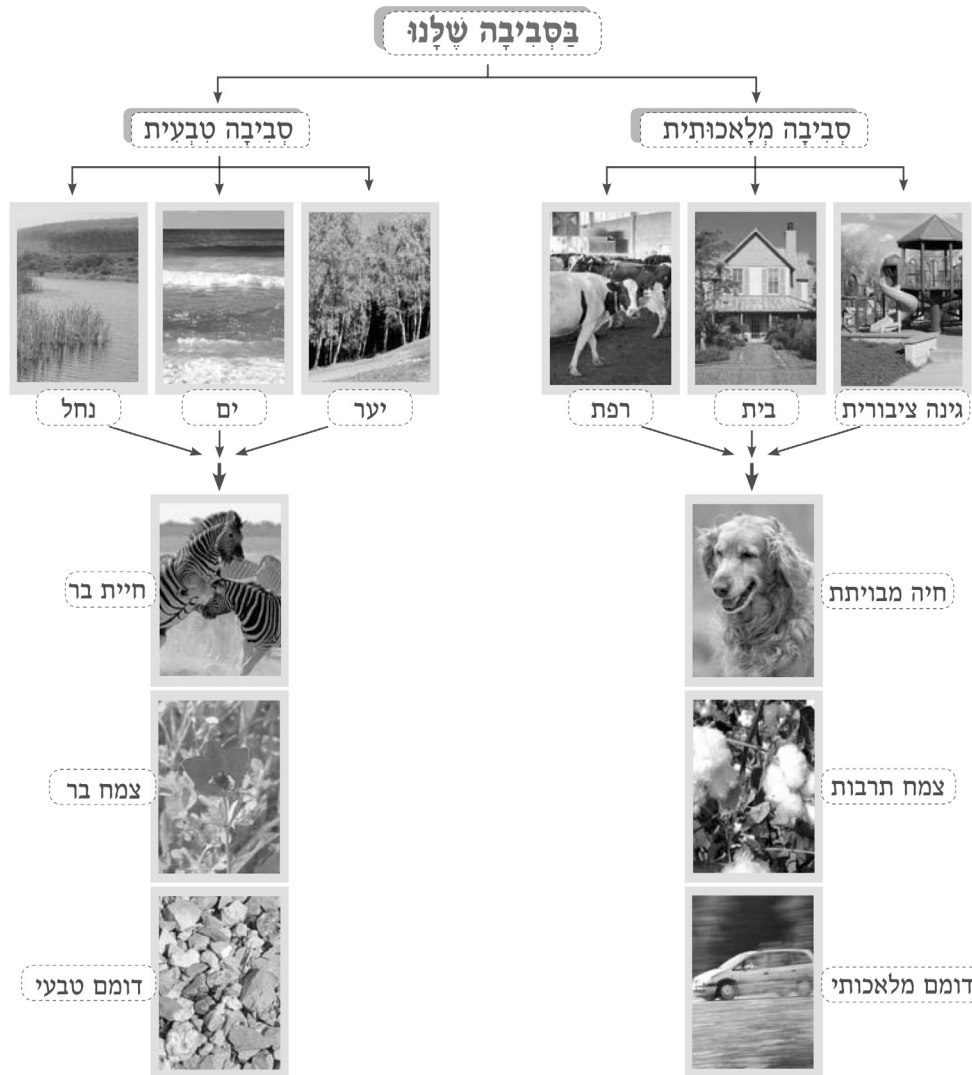 בַּסְּבִיבָה שֶׁלָּנוּ
סְבִיבָה מְלָאכוּתִית
סְבִיבָה טִבְעִית
גינה ציבורית
בית
רפת
יער
ים
נחל
חיה מבויתת
חיית בר
צמח תרבות
צמח בר
דומם מלאכותי
דומם טבעי